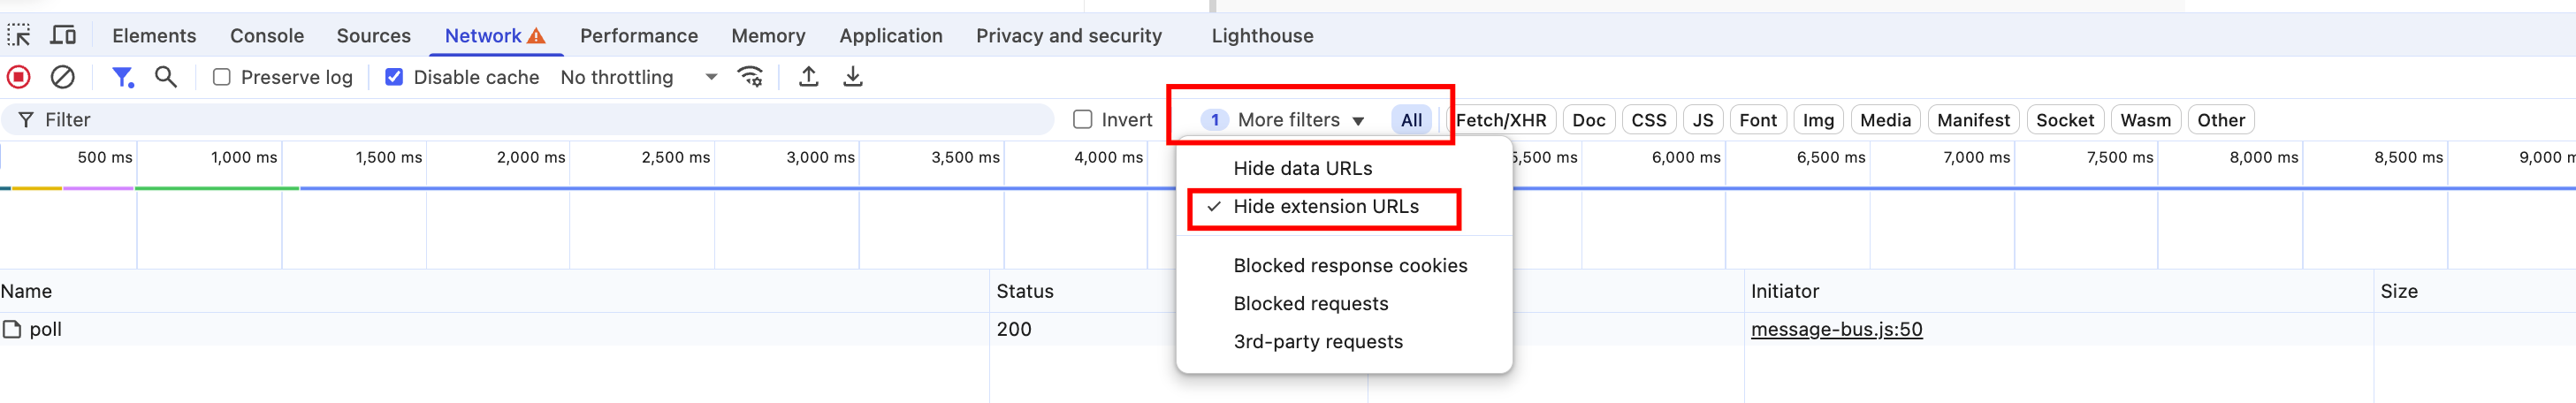 Elements Console Sources Network Performance Memory Application Privacy and security Lighthouse
Preserve log Disable cache No throttling
Filter Invert 1 More filters All Fetch/XHR Doc CSS JS Font Img Media Manifest Socket Wasm Other
500 ms 1,000 ms 1,500 ms 2,000 ms 2,500 ms 3,000 ms 3,500 ms 4,000 ms 5,500 ms 6,000 ms 6,500 ms 7,000 ms 7,500 ms 8,000 ms 8,500 ms 9,000
Hide data URLs
Hide extension URLs
Blocked response cookies
Blocked requests
3rd-party requests
Name Status Initiator Size
poll 200 message-bus.js:50